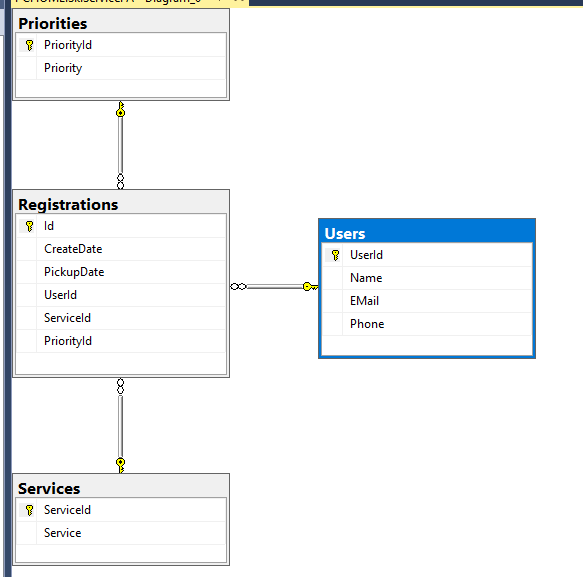 Priorities
PriorityId
Priority
Registrations
Id
CreateDate
PickupDate
UserId
ServiceId
PriorityId
Users
UserId
Name
EMail
Phone
Services
ServiceId
Service